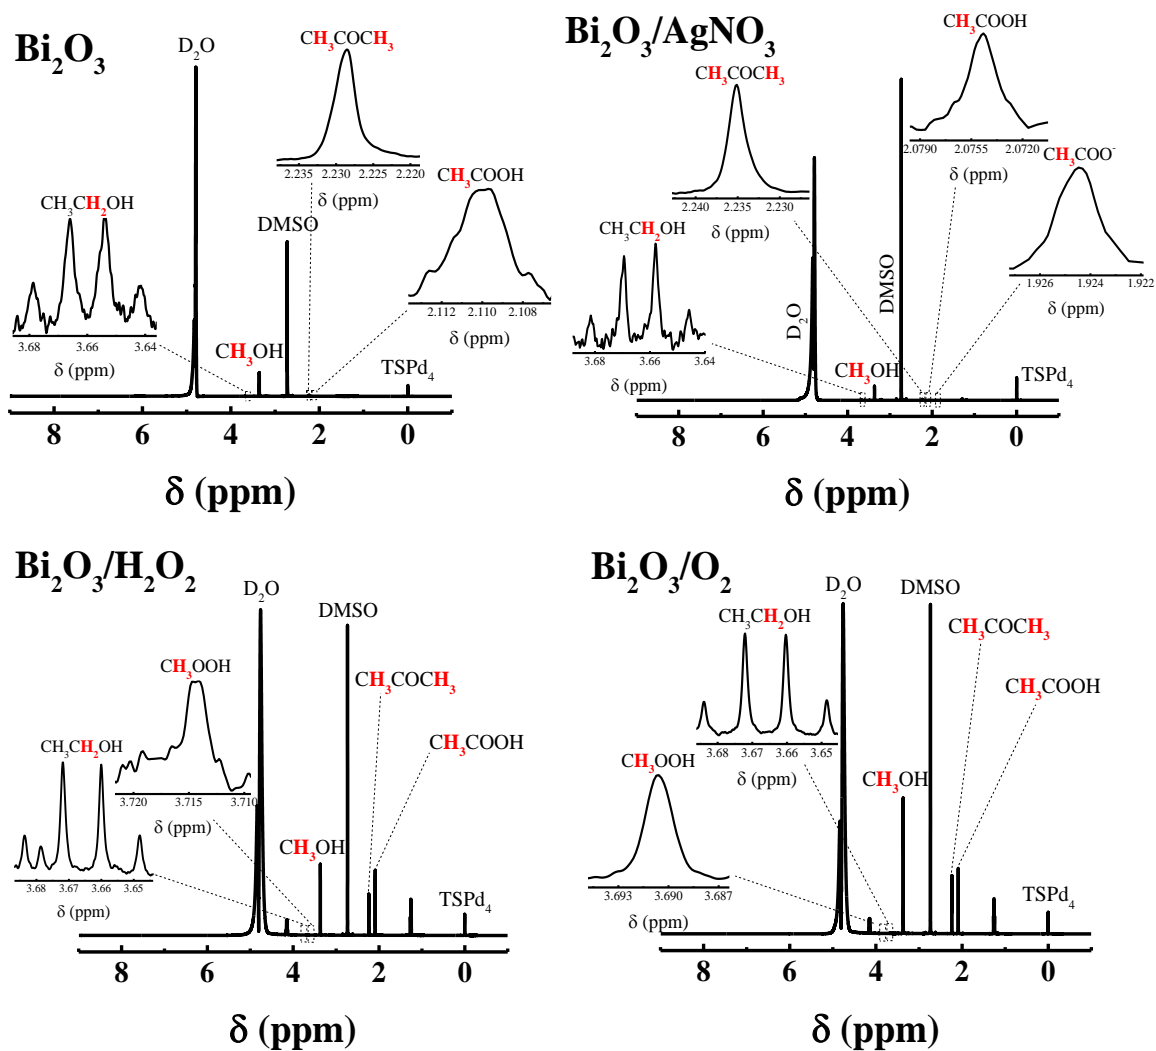 Bi₂O₃
D₂O
CH₃COCH₃
2.235 2.230 2.225 2.220
δ (ppm)
CH₃COOH
2.112 2.110 2.108
δ (ppm)
CH₃CH₂OH
3.68 3.66 3.64
δ (ppm)
DMSO
CH₃OH
TSPd₄
8 6 4 2 0
δ (ppm)
Bi₂O₃/AgNO₃
CH₃COCH₃
2.240 2.235 2.230
δ (ppm)
CH₃COOH
2.0790 2.0755 2.0720
δ (ppm)
CH₃COO⁻
1.926 1.924 1.922
δ (ppm)
CH₃CH₂OH
3.68 3.66 3.64
δ (ppm)
D₂O
DMSO
CH₃OH
TSPd₄
8 6 4 2 0
δ (ppm)
Bi₂O₃/H₂O₂
D₂O
DMSO
CH₃OOH
3.720 3.715 3.710
δ (ppm)
CH₃CH₂OH
3.68 3.67 3.66 3.65
δ (ppm)
CH₃COCH₃
CH₃COOH
CH₃OH
TSPd₄
8 6 4 2 0
δ (ppm)
Bi₂O₃/O₂
D₂O
DMSO
CH₃CH₂OH
3.68 3.67 3.66 3.65
δ (ppm)
CH₃COCH₃
CH₃COOH
CH₃OOH
3.693 3.690 3.687
δ (ppm)
CH₃OH
TSPd₄
8 6 4 2 0
δ (ppm)